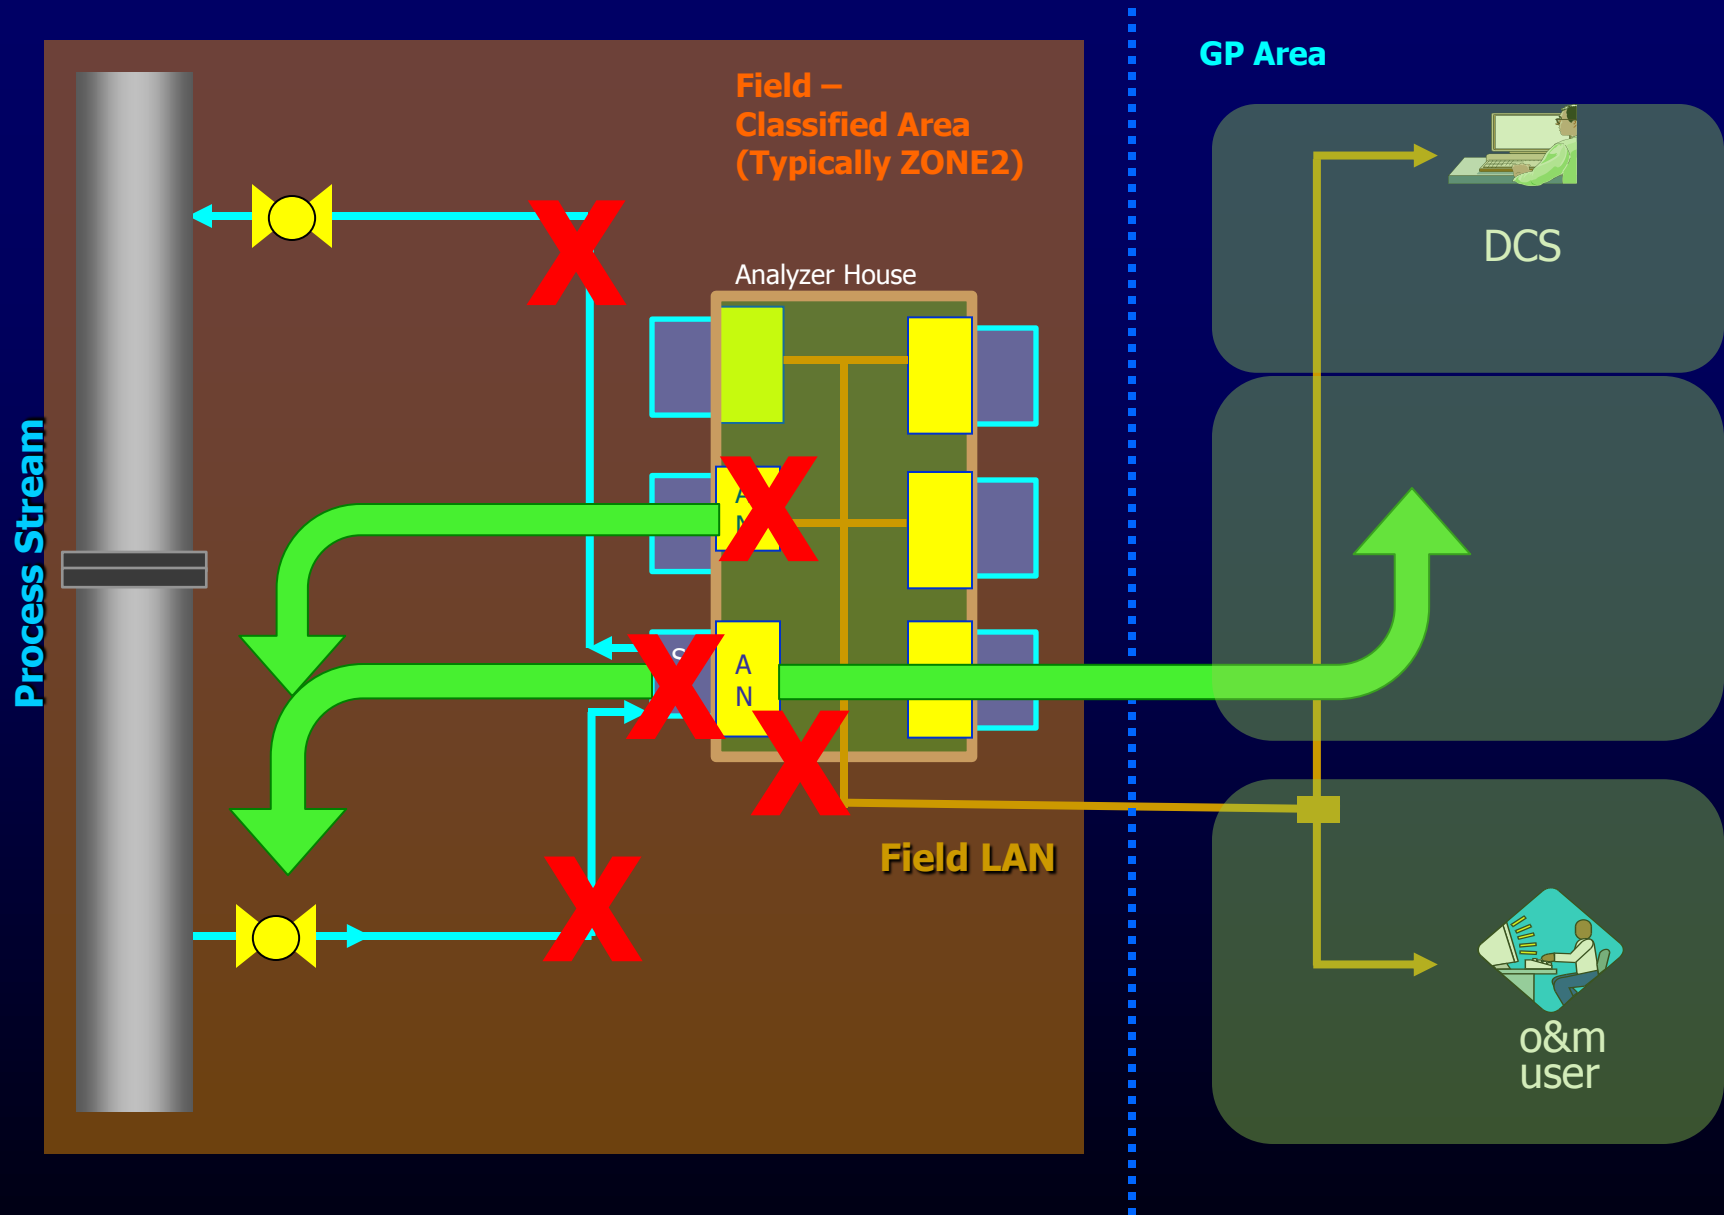 GP Area
Field –
Classified Area
(Typically ZONE2)
DCS
Analyzer House
Process Stream
A
N
S
A
N
Field LAN
o&m
user